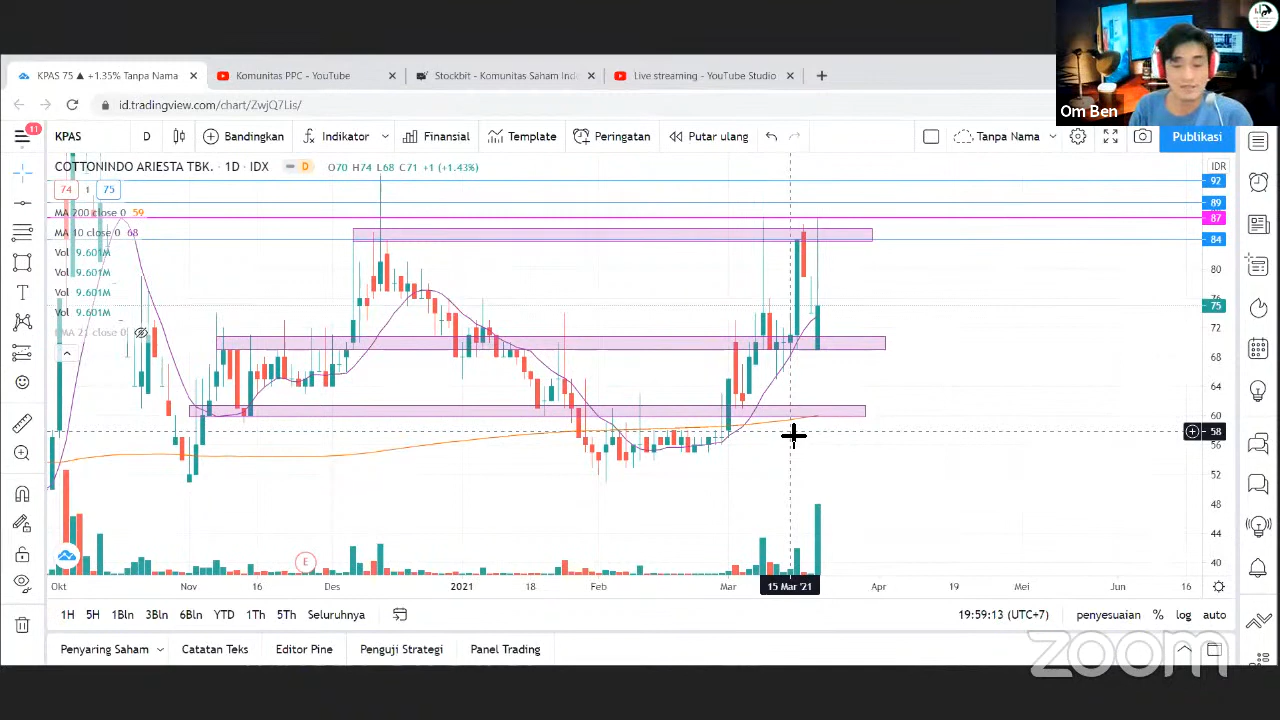 KPAS 75 ▲ +1.35% Tanpa Nama
Komunitas PPC - YouTube
Stockbit - Komunitas Saham Ind
Live streaming - YouTube Studio
id.tradingview.com/chart/ZwjQ7Lis/
Om Ben
11
KPAS
D
Bandingkan
Indikator
Finansial
Template
Peringatan
Putar ulang
Tanpa Nama
Publikasi
COTTONINDO ARIESTA TBK. · 1D · IDX
D
O70 H74 L68 C71 +1 (+1.43%)
IDR
74 1 75
MA 200 close 0 59
MA 10 close 0 68
Vol 9.601M
Vol 9.601M
Vol 9.601M
Vol 9.601M
EMA 21 close 0
92
89
87
84
80
76
75
72
68
64
60
58
56
52
48
44
40
E
Okt
Nov
16
Des
2021
18
Feb
Mar
15 Mar '21
Apr
19
Mei
Jun
16
1H 5H 1Bln 3Bln 6Bln YTD 1Th 5Th Seluruhnya
19:59:13 (UTC+7)
penyesuaian % log auto
Penyaring Saham
Catatan Teks
Editor Pine
Penguji Strategi
Panel Trading
zoom